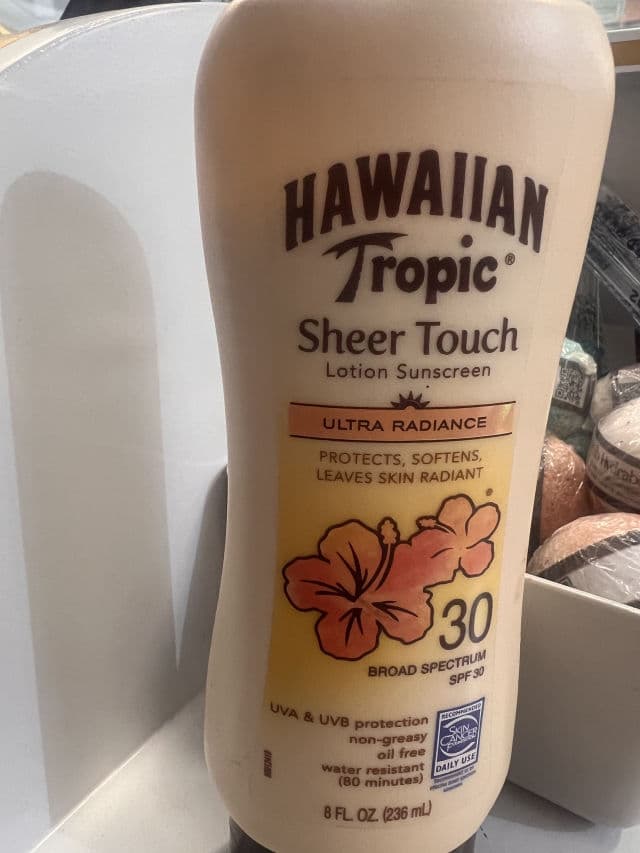 HAWAIIAN
Tropic®
Sheer Touch
Lotion Sunscreen
ULTRA RADIANCE
PROTECTS, SOFTENS,
LEAVES SKIN RADIANT
30
BROAD SPECTRUM
SPF 30
UVA & UVB protection
non-greasy
oil free
water resistant
(80 minutes)
RECOMMENDED
SKIN
CANCER
FOUNDATION
DAILY USE
8 FL. OZ. (236 mL)